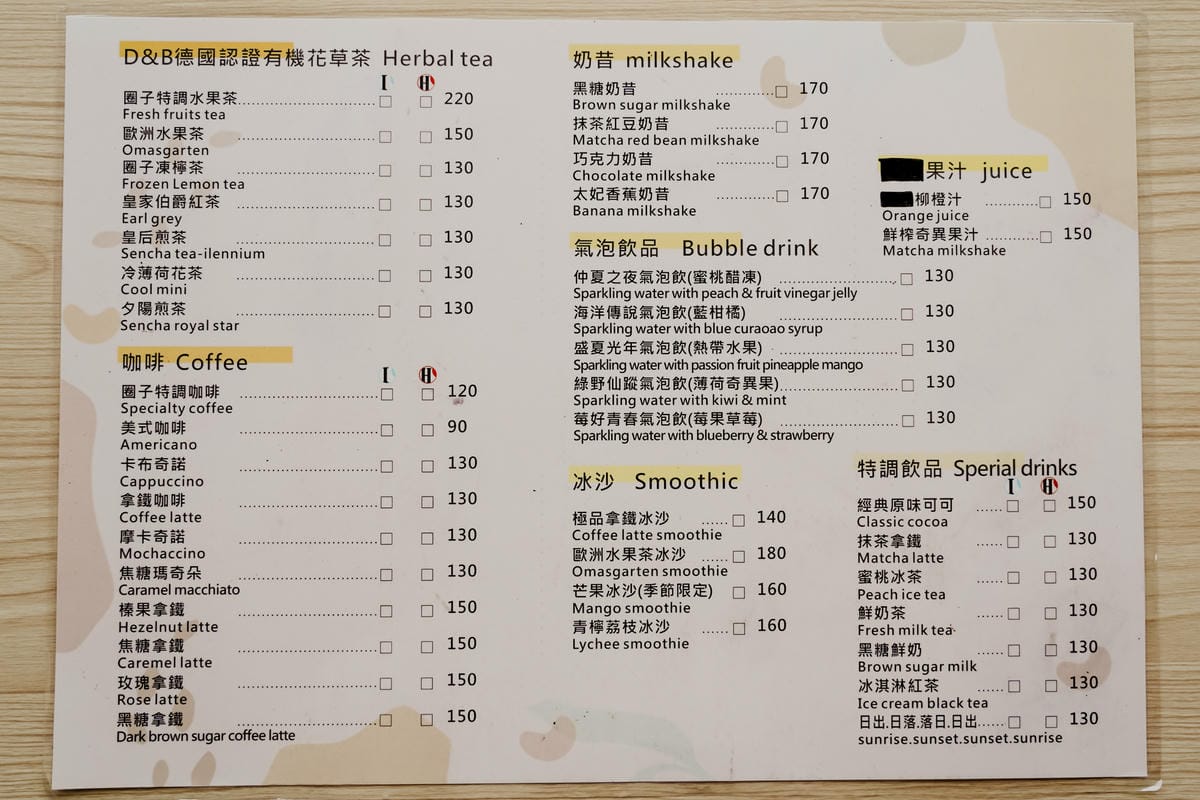 D&B德國認證有機花草茶 Herbal tea
I H
圈子特調水果茶 220
Fresh fruits tea
歐洲水果茶 150
Omasgarten
圈子凍檸茶 130
Frozen Lemon tea
皇家伯爵紅茶 130
Earl grey
皇后煎茶 130
Sencha tea-ilennium
冷薄荷花茶 130
Cool mini
夕陽煎茶 130
Sencha royal star
咖啡 Coffee
I H
圈子特調咖啡 120
Specialty coffee
美式咖啡 90
Americano
卡布奇諾 130
Cappuccino
拿鐵咖啡 130
Coffee latte
摩卡奇諾 130
Mochaccino
焦糖瑪奇朵 130
Caramel macchiato
榛果拿鐵 150
Hezelnut latte
焦糖拿鐵 150
Caremel latte
玫瑰拿鐵 150
Rose latte
黑糖拿鐵 150
Dark brown sugar coffee latte
奶昔 milkshake
黑糖奶昔 170
Brown sugar milkshake
抹茶紅豆奶昔 170
Matcha red bean milkshake
巧克力奶昔 170
Chocolate milkshake
太妃香蕉奶昔 170
Banana milkshake
果汁 juice
柳橙汁 150
Orange juice
鮮榨奇異果汁 150
Matcha milkshake
氣泡飲品 Bubble drink
仲夏之夜氣泡飲(蜜桃醋凍) 130
Sparkling water with peach & fruit vinegar jelly
海洋傳說氣泡飲(藍柑橘) 130
Sparkling water with blue curaoao syrup
盛夏光年氣泡飲(熱帶水果) 130
Sparkling water with passion fruit pineapple mango
綠野仙蹤氣泡飲(薄荷奇異果) 130
Sparkling water with kiwi & mint
莓好青春氣泡飲(莓果草莓) 130
Sparkling water with blueberry & strawberry
冰沙 Smoothic
極品拿鐵冰沙 140
Coffee latte smoothie
歐洲水果茶冰沙 180
Omasgarten smoothie
芒果冰沙(季節限定) 160
Mango smoothie
青檸荔枝冰沙 160
Lychee smoothie
特調飲品 Sperial drinks
I H
經典原味可可 150
Classic cocoa
抹茶拿鐵 130
Matcha latte
蜜桃冰茶 130
Peach ice tea
鮮奶茶 130
Fresh milk tea
黑糖鮮奶 130
Brown sugar milk
冰淇淋紅茶 130
Ice cream black tea
日出.日落.落日.日出 130
sunrise.sunset.sunset.sunrise